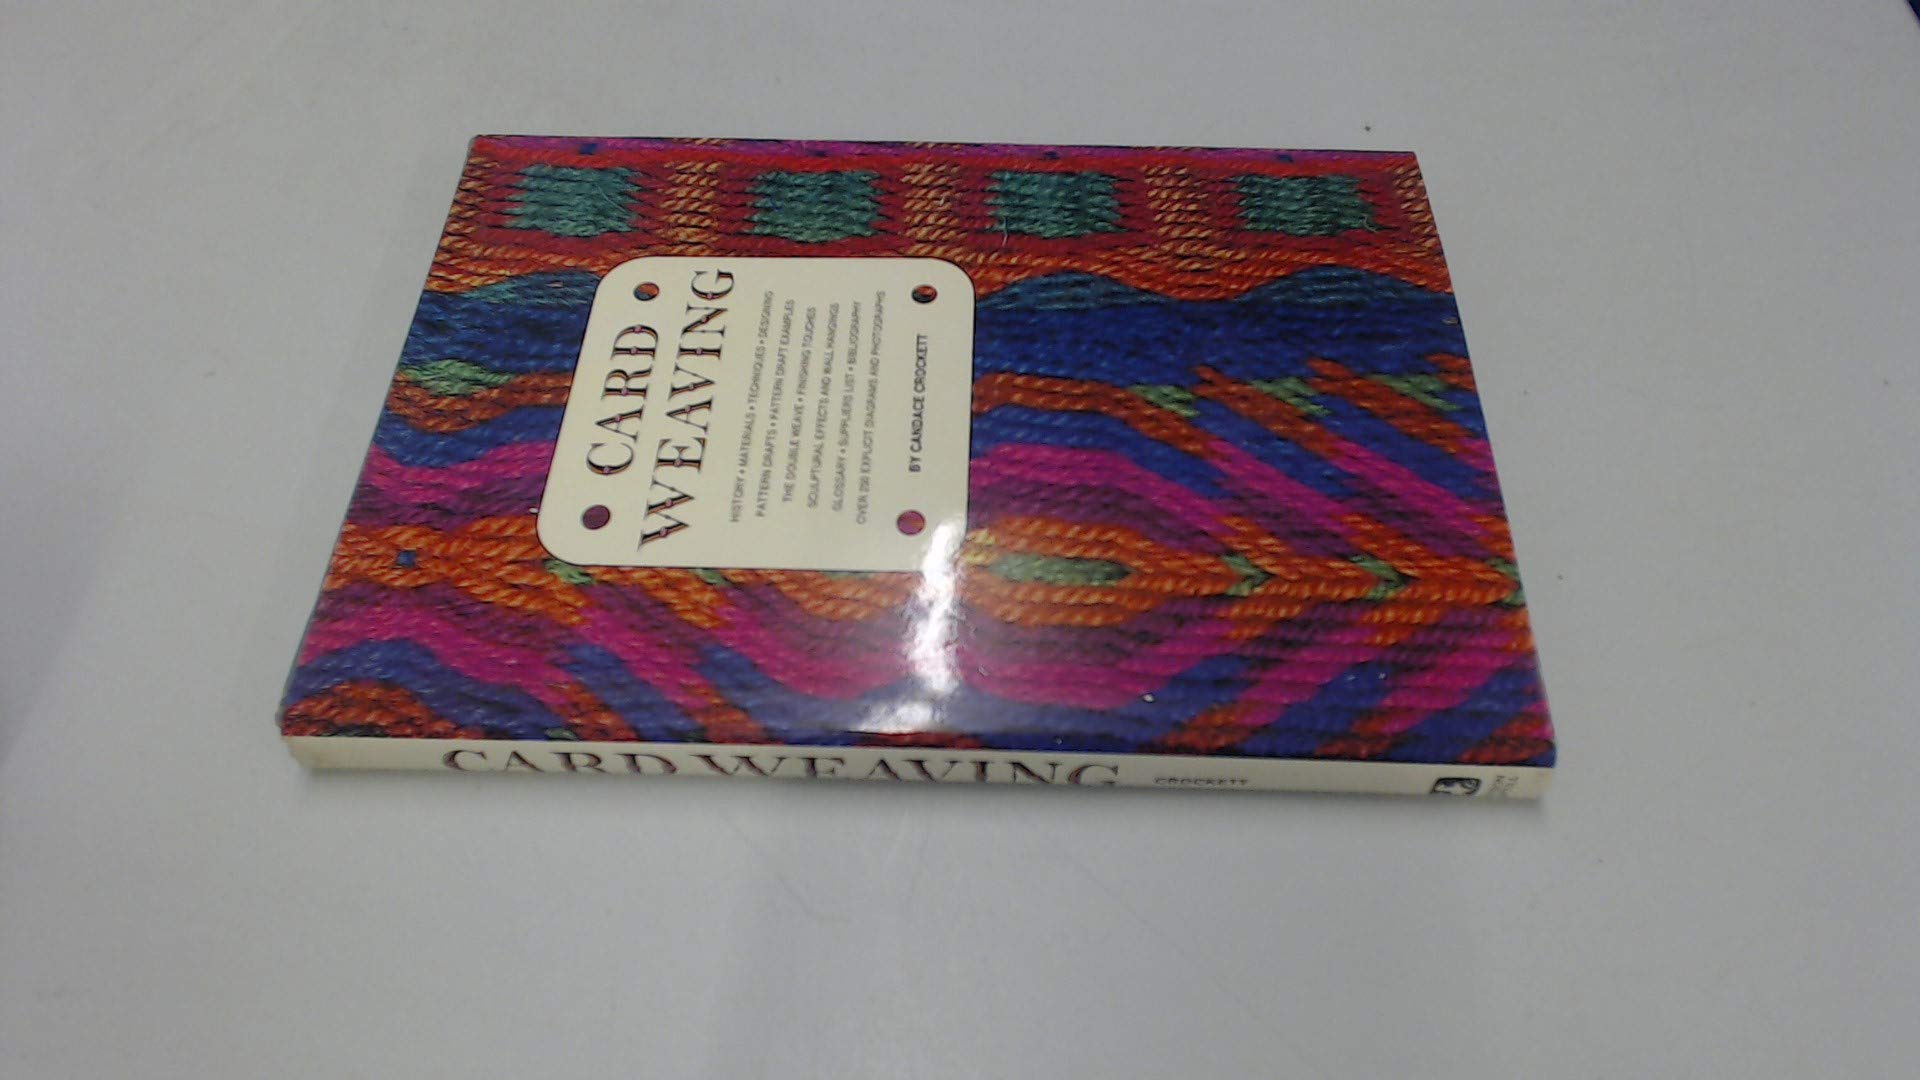 CARD
WEAVING
HISTORY • MATERIALS • TECHNIQUES • DESIGNING
PATTERN DRAFTS • PATTERN DRAFT EXAMPLES
THE DOUBLE WEAVE • FINISHING TOUCHES
SCULPTURAL EFFECTS AND WALL HANGINGS
GLOSSARY • SUPPLIERS LIST • BIBLIOGRAPHY
OVER 250 EXPLICIT DIAGRAMS AND PHOTOGRAPHS
BY CANDACE CROCKETT
CARD WEAVING CROCKETT